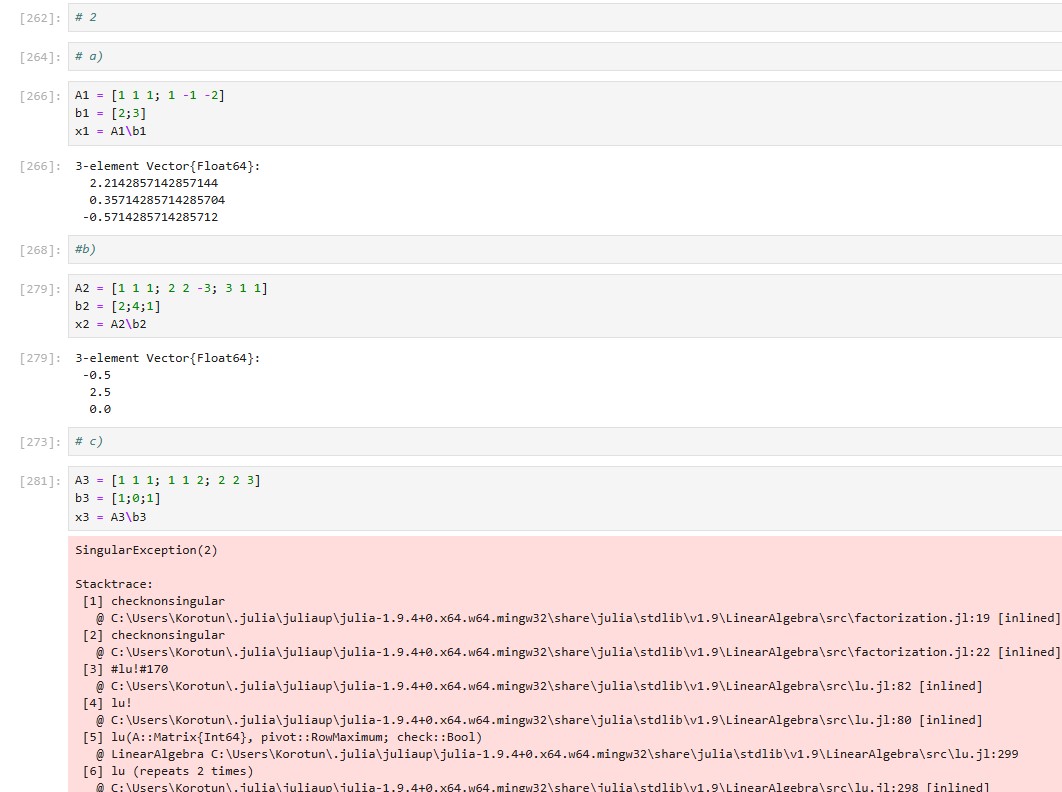 [262]: # 2
[264]: # a)
[266]: A1 = [1 1 1; 1 -1 -2]
b1 = [2;3]
x1 = A1\b1
[266]: 3-element Vector{Float64}:
2.2142857142857144
0.35714285714285704
-0.5714285714285712
[268]: #b)
[279]: A2 = [1 1 1; 2 2 -3; 3 1 1]
b2 = [2;4;1]
x2 = A2\b2
[279]: 3-element Vector{Float64}:
-0.5
2.5
0.0
[273]: # c)
[281]: A3 = [1 1 1; 1 1 2; 2 2 3]
b3 = [1;0;1]
x3 = A3\b3
SingularException(2)
Stacktrace:
[1] checknonsingular
@ C:\Users\Korotun\.julia\juliaup\julia-1.9.4+0.x64.w64.mingw32\share\julia\stdlib\v1.9\LinearAlgebra\src\factorization.jl:19 [inlined]
[2] checknonsingular
@ C:\Users\Korotun\.julia\juliaup\julia-1.9.4+0.x64.w64.mingw32\share\julia\stdlib\v1.9\LinearAlgebra\src\factorization.jl:22 [inlined]
[3] #lu!#170
@ C:\Users\Korotun\.julia\juliaup\julia-1.9.4+0.x64.w64.mingw32\share\julia\stdlib\v1.9\LinearAlgebra\src\lu.jl:82 [inlined]
[4] lu!
@ C:\Users\Korotun\.julia\juliaup\julia-1.9.4+0.x64.w64.mingw32\share\julia\stdlib\v1.9\LinearAlgebra\src\lu.jl:80 [inlined]
[5] lu(A::Matrix{Int64}, pivot::RowMaximum; check::Bool)
@ LinearAlgebra C:\Users\Korotun\.julia\juliaup\julia-1.9.4+0.x64.w64.mingw32\share\julia\stdlib\v1.9\LinearAlgebra\src\lu.jl:299
[6] lu (repeats 2 times)
@ C:\Users\Korotun\.julia\juliaup\julia-1.9.4+0.x64.w64.mingw32\share\julia\stdlib\v1.9\LinearAlgebra\src\lu.jl:298 [inlined]